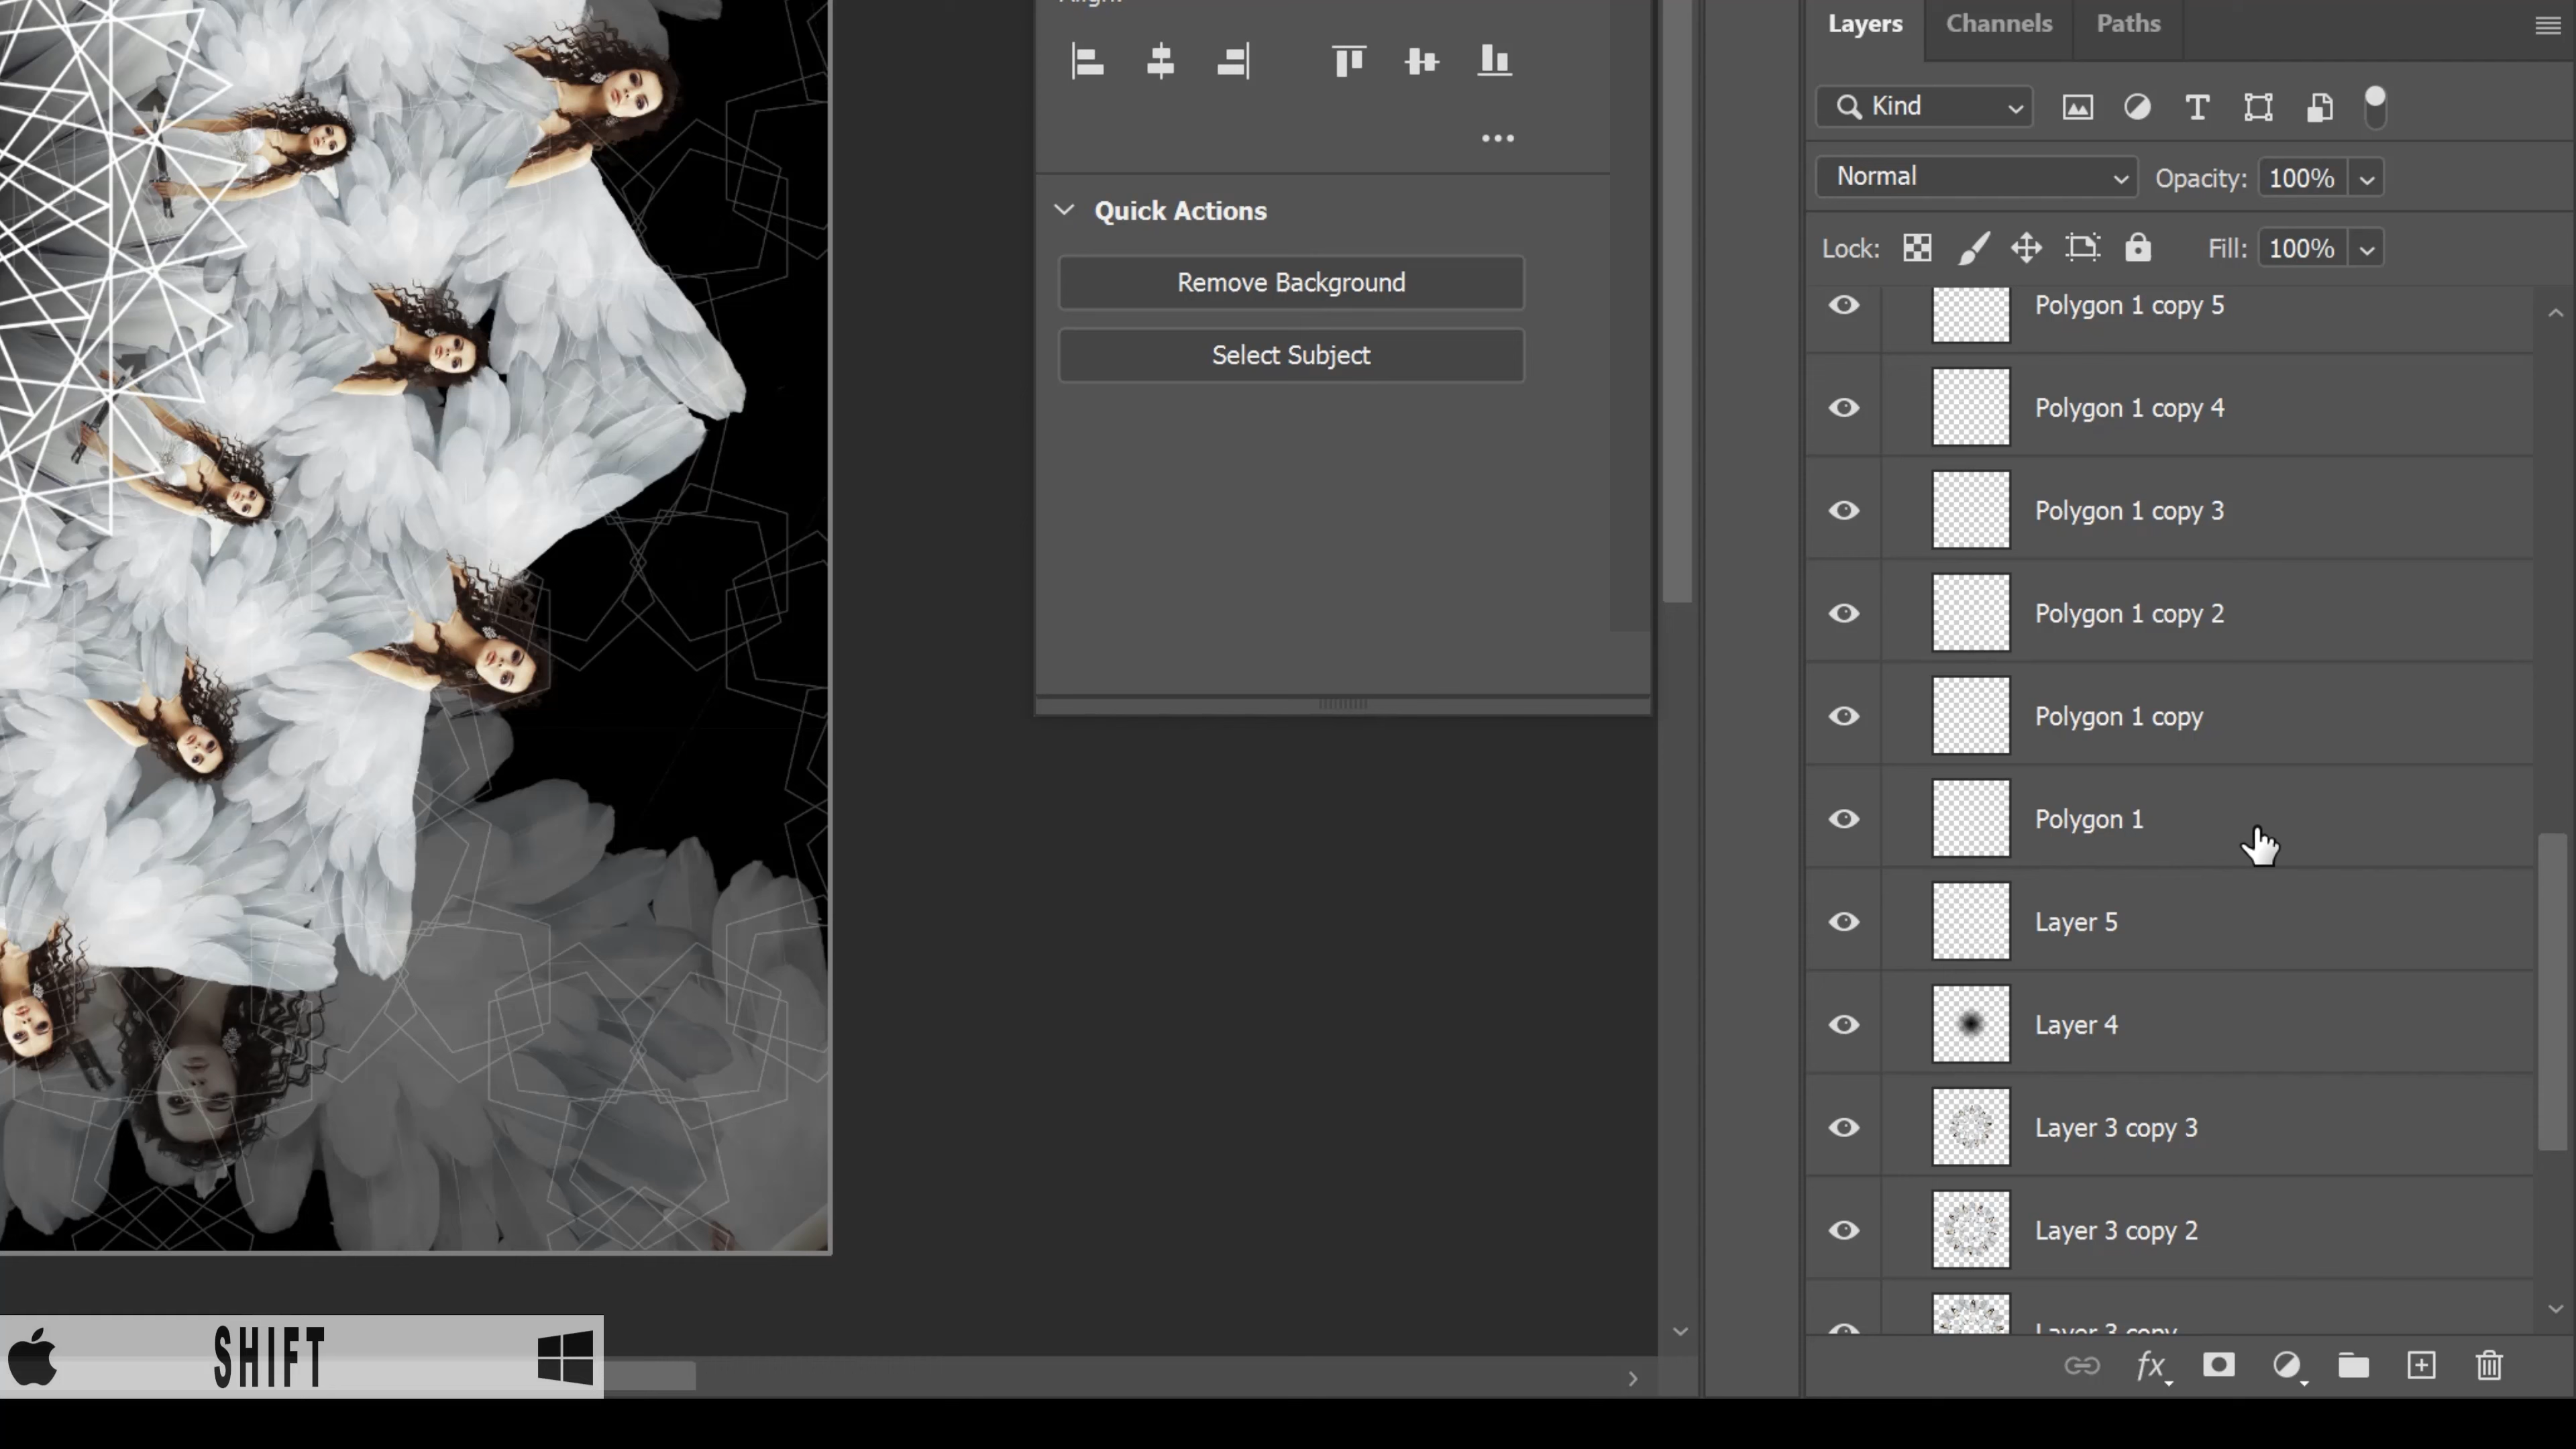 Layers
Channels
Paths
Kind
Normal
Opacity: 100%
Quick Actions
Lock:
Fill: 100%
Remove Background
Select Subject
Polygon 1 copy 5
Polygon 1 copy 4
Polygon 1 copy 3
Polygon 1 copy 2
Polygon 1 copy
Polygon 1
Layer 5
Layer 4
Layer 3 copy 3
Layer 3 copy 2
Layer 3 copy
fx
SHIFT